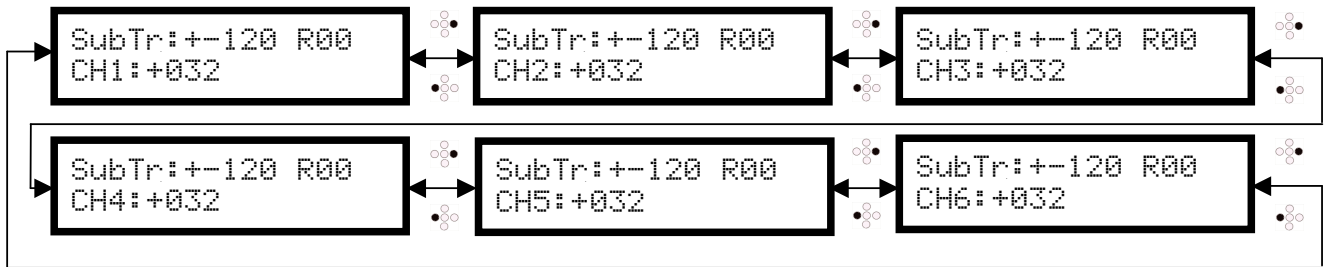 SubTr:+-120 R00
CH1:+032
SubTr:+-120 R00
CH2:+032
SubTr:+-120 R00
CH3:+032
SubTr:+-120 R00
CH4:+032
SubTr:+-120 R00
CH5:+032
SubTr:+-120 R00
CH6:+032